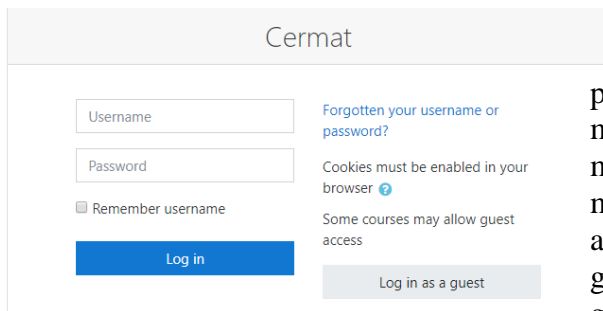 Cermat
Username
Password
Remember username
Log in
Forgotten your username or
password?
Cookies must be enabled in your
browser
Some courses may allow guest
access
Log in as a guest